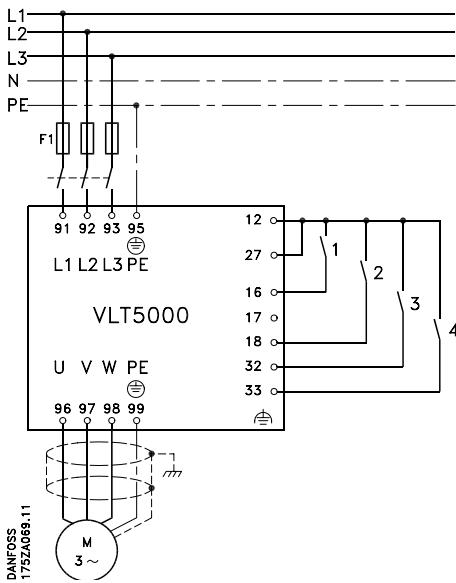 L1
L2
L3
N
PE
F1
91 92 93 95
L1 L2 L3 PE
VLT5000
U V W PE
96 97 98 99
12
27
16
17
18
32
33
1
2
3
4
M
3 ~
DANFOSS
175ZA069.11